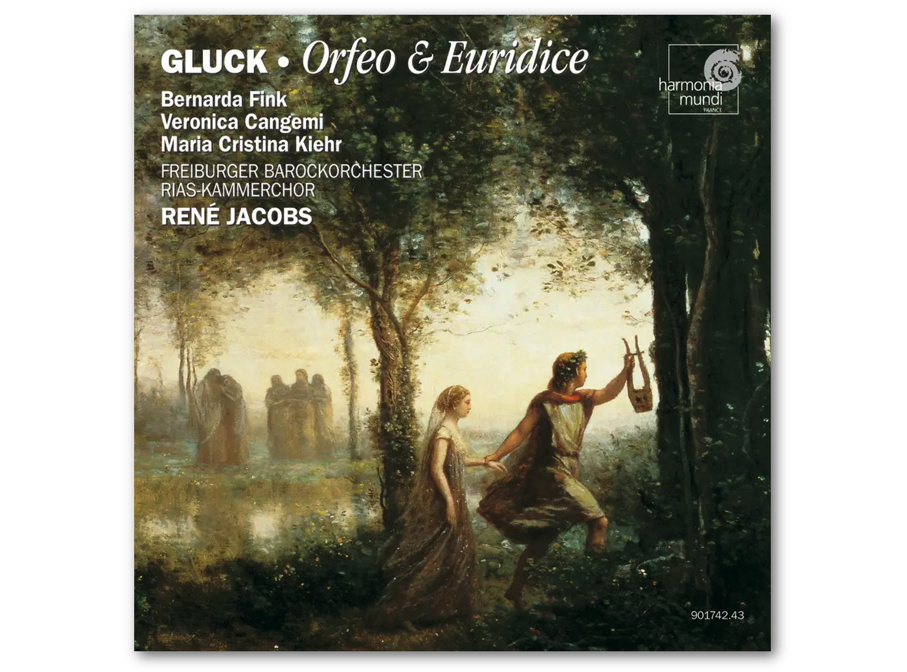 GLUCK • Orfeo & Euridice
Bernarda Fink
Veronica Cangemi
Maria Cristina Kiehr
FREIBURGER BAROCKORCHESTER
RIAS-KAMMERCHOR
RENÉ JACOBS
harmonia
mundi
FRANCE
901742.43